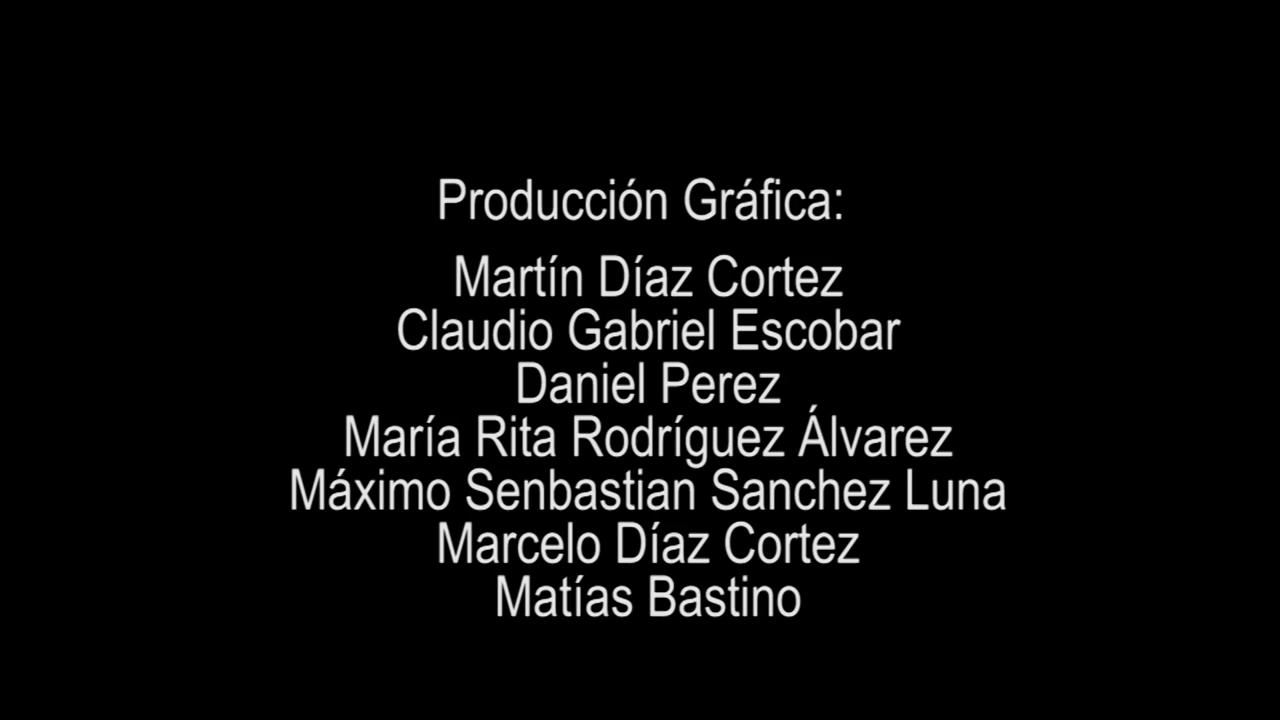 Producción Gráfica:
Martín Díaz Cortez
Claudio Gabriel Escobar
Daniel Perez
María Rita Rodríguez Álvarez
Máximo Senbastian Sanchez Luna
Marcelo Díaz Cortez
Matías Bastino